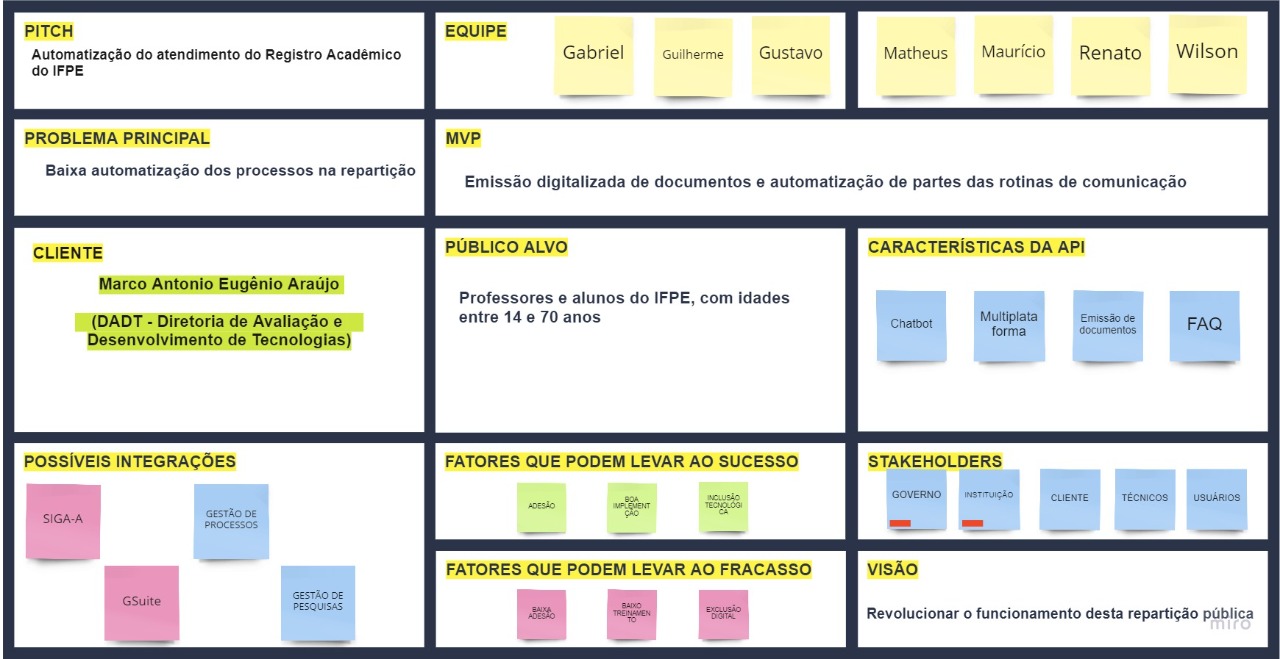 PITCH
Automatização do atendimento do Registro Acadêmico
do IFPE
EQUIPE
Gabriel
Guilherme
Gustavo
Matheus
Maurício
Renato
Wilson
PROBLEMA PRINCIPAL
Baixa automatização dos processos na repartição
MVP
Emissão digitalizada de documentos e automatização de partes das rotinas de comunicação
CLIENTE
Marco Antonio Eugênio Araújo
(DADT - Diretoria de Avaliação e
Desenvolvimento de Tecnologias)
PÚBLICO ALVO
Professores e alunos do IFPE, com idades
entre 14 e 70 anos
CARACTERÍSTICAS DA API
Chatbot
Multiplata
forma
Emissão de
documentos
FAQ
POSSÍVEIS INTEGRAÇÕES
SIGA-A
GESTÃO DE
PROCESSOS
GSuite
GESTÃO DE
PESQUISAS
FATORES QUE PODEM LEVAR AO SUCESSO
ADESÃO
BOA
IMPLEMENT
ÇÃO
INCLUSÃO
TECNOLÓGI
CA
STAKEHOLDERS
GOVERNO
INSTITUIÇÃO
CLIENTE
TÉCNICOS
USUÁRIOS
FATORES QUE PODEM LEVAR AO FRACASSO
BAIXA
ADESÃO
BAIXO
TREINAMEN
TO
EXCLUSÃO
DIGITAL
VISÃO
Revolucionar o funcionamento desta repartição pública
miro